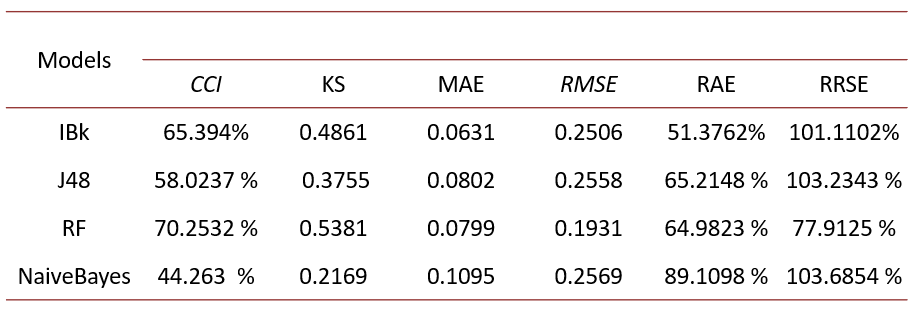 Models
CCI KS MAE RMSE RAE RRSE
IBk 65.394% 0.4861 0.0631 0.2506 51.3762% 101.1102%
J48 58.0237 % 0.3755 0.0802 0.2558 65.2148 % 103.2343 %
RF 70.2532 % 0.5381 0.0799 0.1931 64.9823 % 77.9125 %
NaiveBayes 44.263 % 0.2169 0.1095 0.2569 89.1098 % 103.6854 %